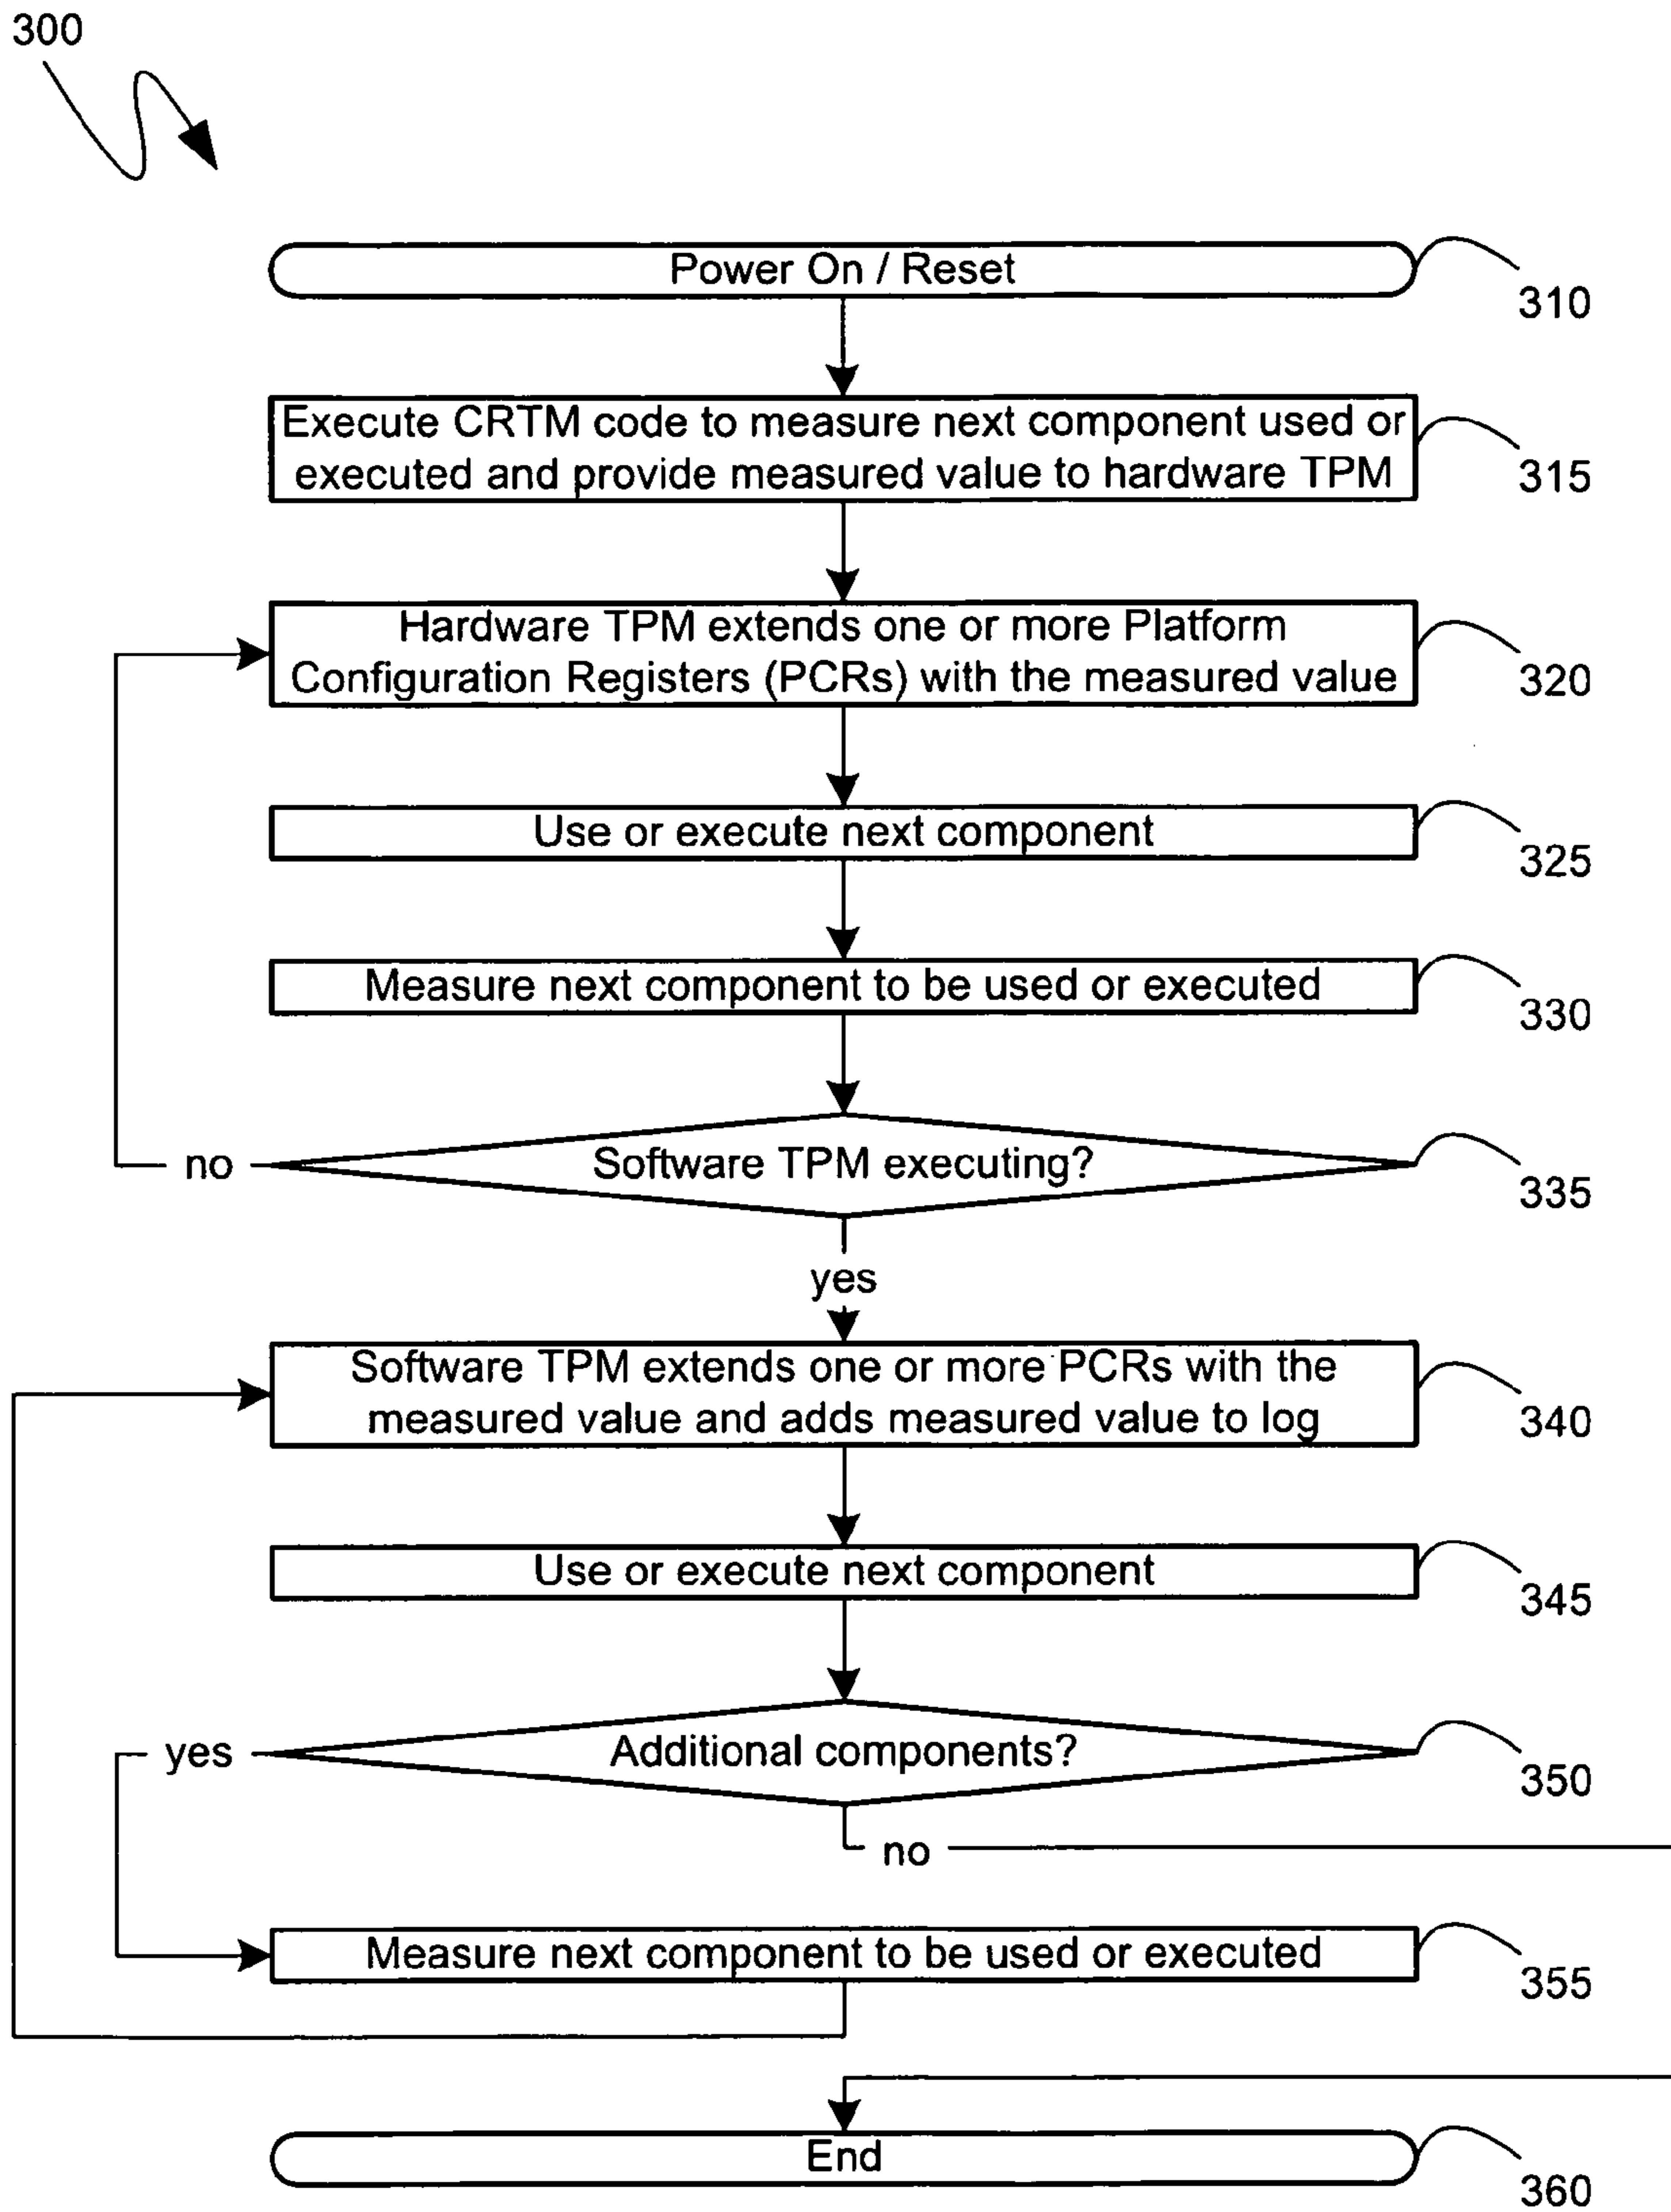 300
Power On / Reset
310
Execute CRTM code to measure next component used or
executed and provide measured value to hardware TPM
315
Hardware TPM extends one or more Platform
Configuration Registers (PCRs) with the measured value
320
Use or execute next component
325
Measure next component to be used or executed
330
no
Software TPM executing?
335
yes
Software TPM extends one or more PCRs with the
measured value and adds measured value to log
340
Use or execute next component
345
yes
Additional components?
350
no
Measure next component to be used or executed
355
End
360